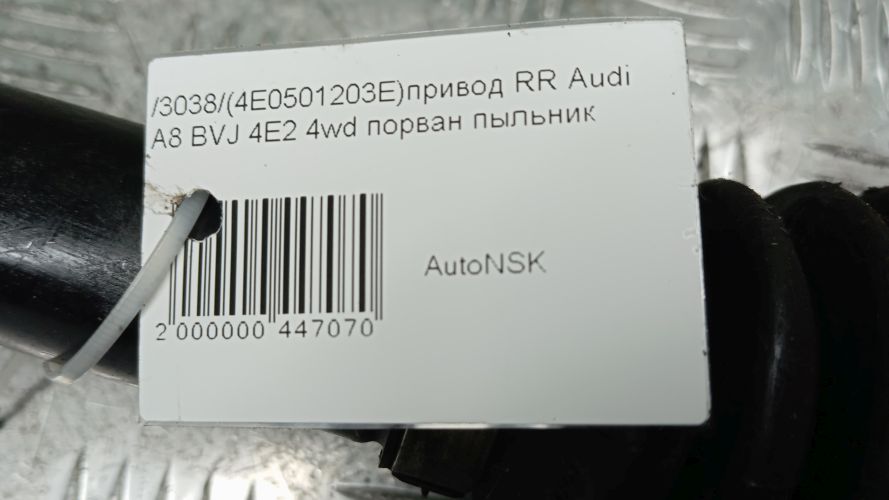 /3038/(4E0501203E)привод RR Audi
A8 BVJ 4E2 4wd порван пыльник
AutoNSK
2 000000 447070